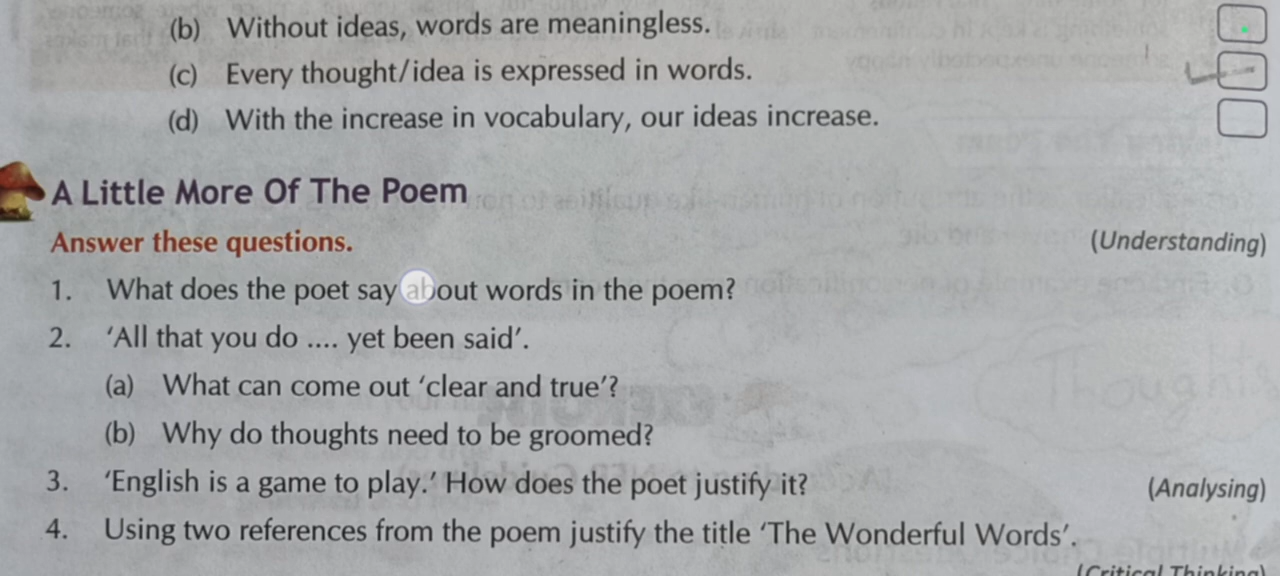 (b) Without ideas, words are meaningless.
(c) Every thought/idea is expressed in words.
(d) With the increase in vocabulary, our ideas increase.
A Little More Of The Poem
Answer these questions. (Understanding)
1. What does the poet say about words in the poem?
2. ‘All that you do .... yet been said’.
(a) What can come out ‘clear and true’?
(b) Why do thoughts need to be groomed?
3. ‘English is a game to play.’ How does the poet justify it? (Analysing)
4. Using two references from the poem justify the title ‘The Wonderful Words’.
(Critical Thinking)